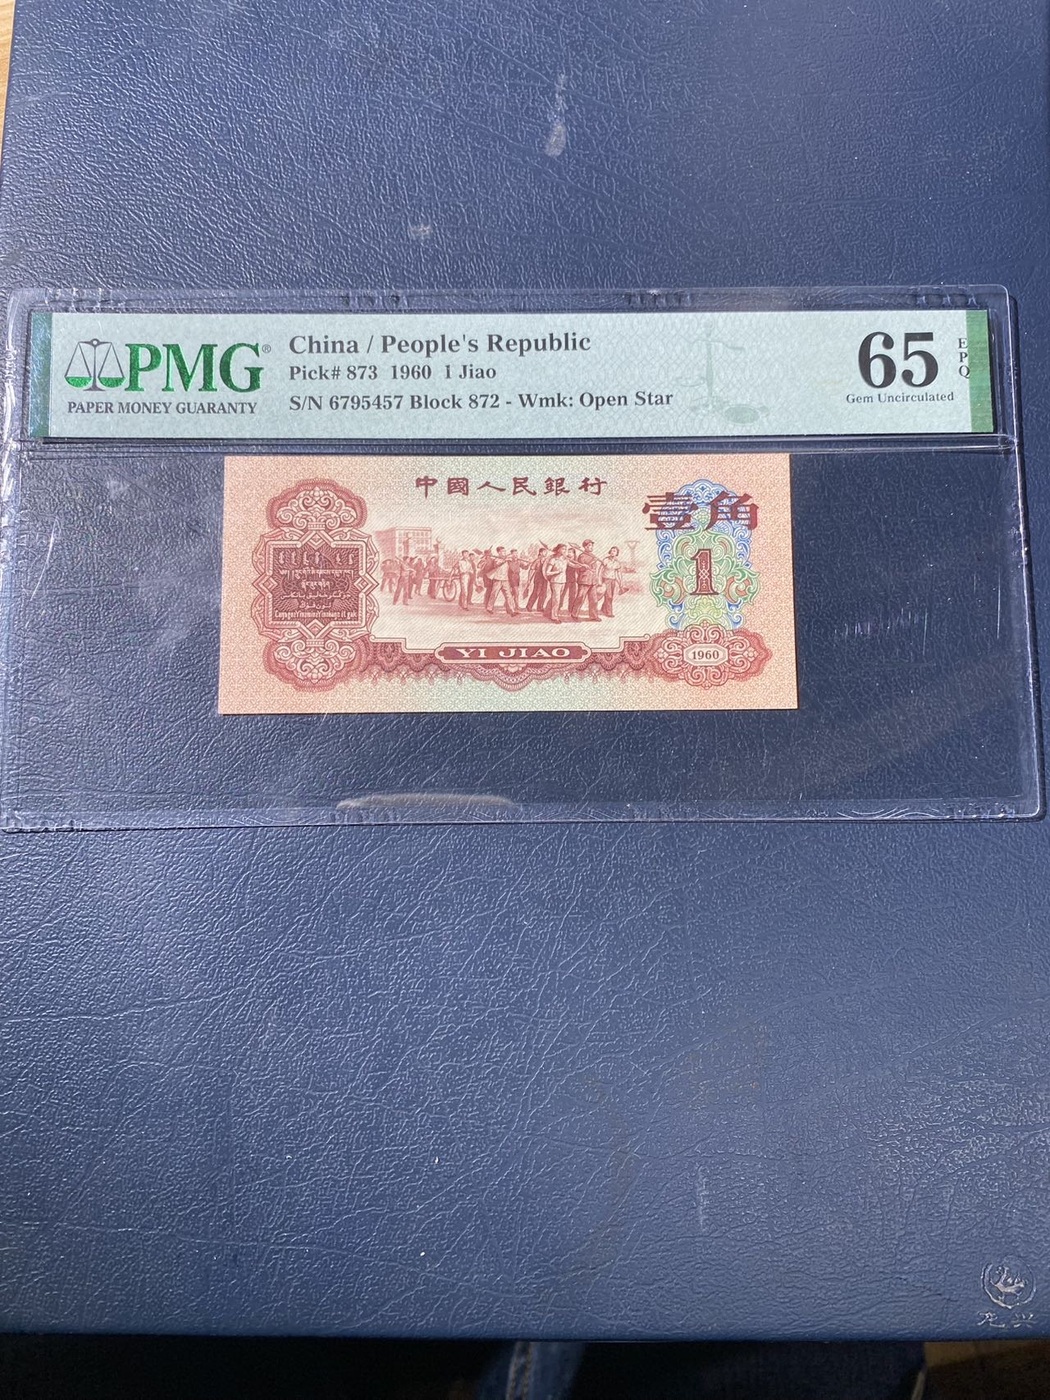 PMG®
PAPER MONEY GUARANTY
China / People's Republic
Pick# 873 1960 1 Jiao
S/N 6795457 Block 872 - Wmk: Open Star
65
EPQ
Gem Uncirculated
中國人民銀行
壹角
1
YI JIAO
1960